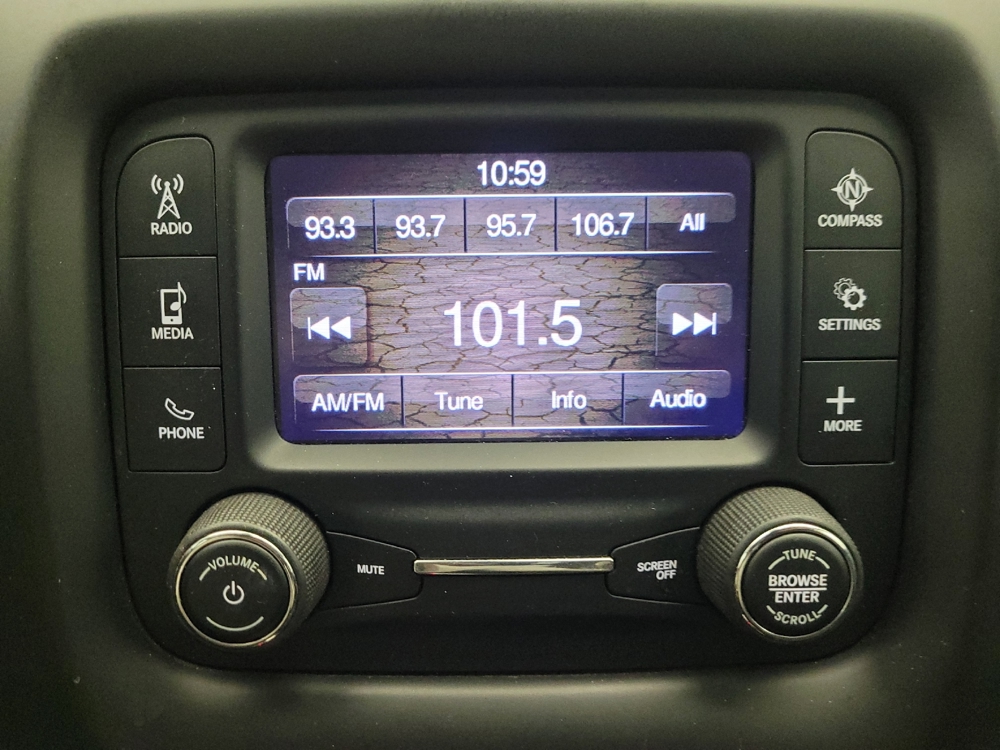 10:59
93.3 93.7 95.7 106.7 All
FM
101.5
AM/FM Tune Info Audio
RADIO
MEDIA
PHONE
N
COMPASS
SETTINGS
MORE
VOLUME
MUTE
SCREEN
OFF
TUNE
BROWSE
ENTER
SCROLL